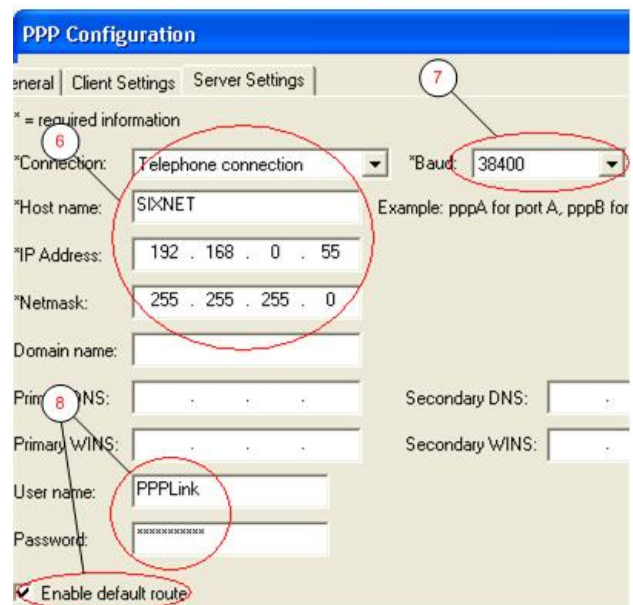 PPP Configuration
eneral Client Settings Server Settings
7
* = required information
6
*Connection: Telephone connection *Baud: 38400
*Host name: SIXNET Example: pppA for port A, pppB for
*IP Address: 192 . 168 . 0 . 55
*Netmask: 255 . 255 . 255 . 0
Domain name:
Primary DNS: . . . Secondary DNS: .
8
Primary WINS: . . . Secondary WINS: .
User name: PPPLink
Password: ***********
Enable default route